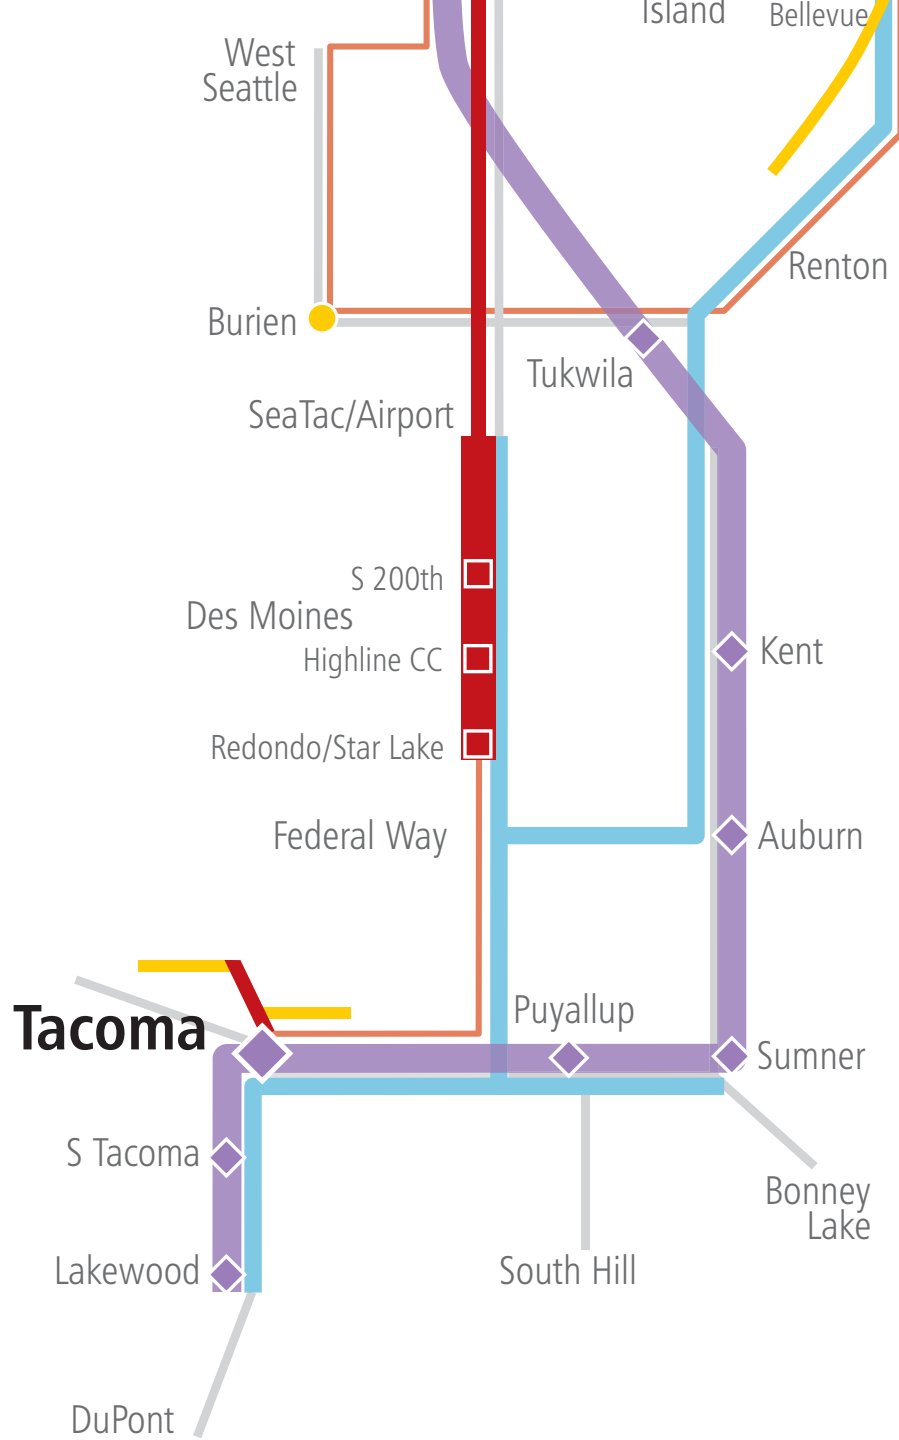 Island
Bellevue
West
Seattle
Renton
Burien
Tukwila
SeaTac/Airport
S 200th
Des Moines
Highline CC
Kent
Redondo/Star Lake
Federal Way
Auburn
Puyallup
Tacoma
Sumner
S Tacoma
Bonney
Lake
Lakewood
South Hill
DuPont